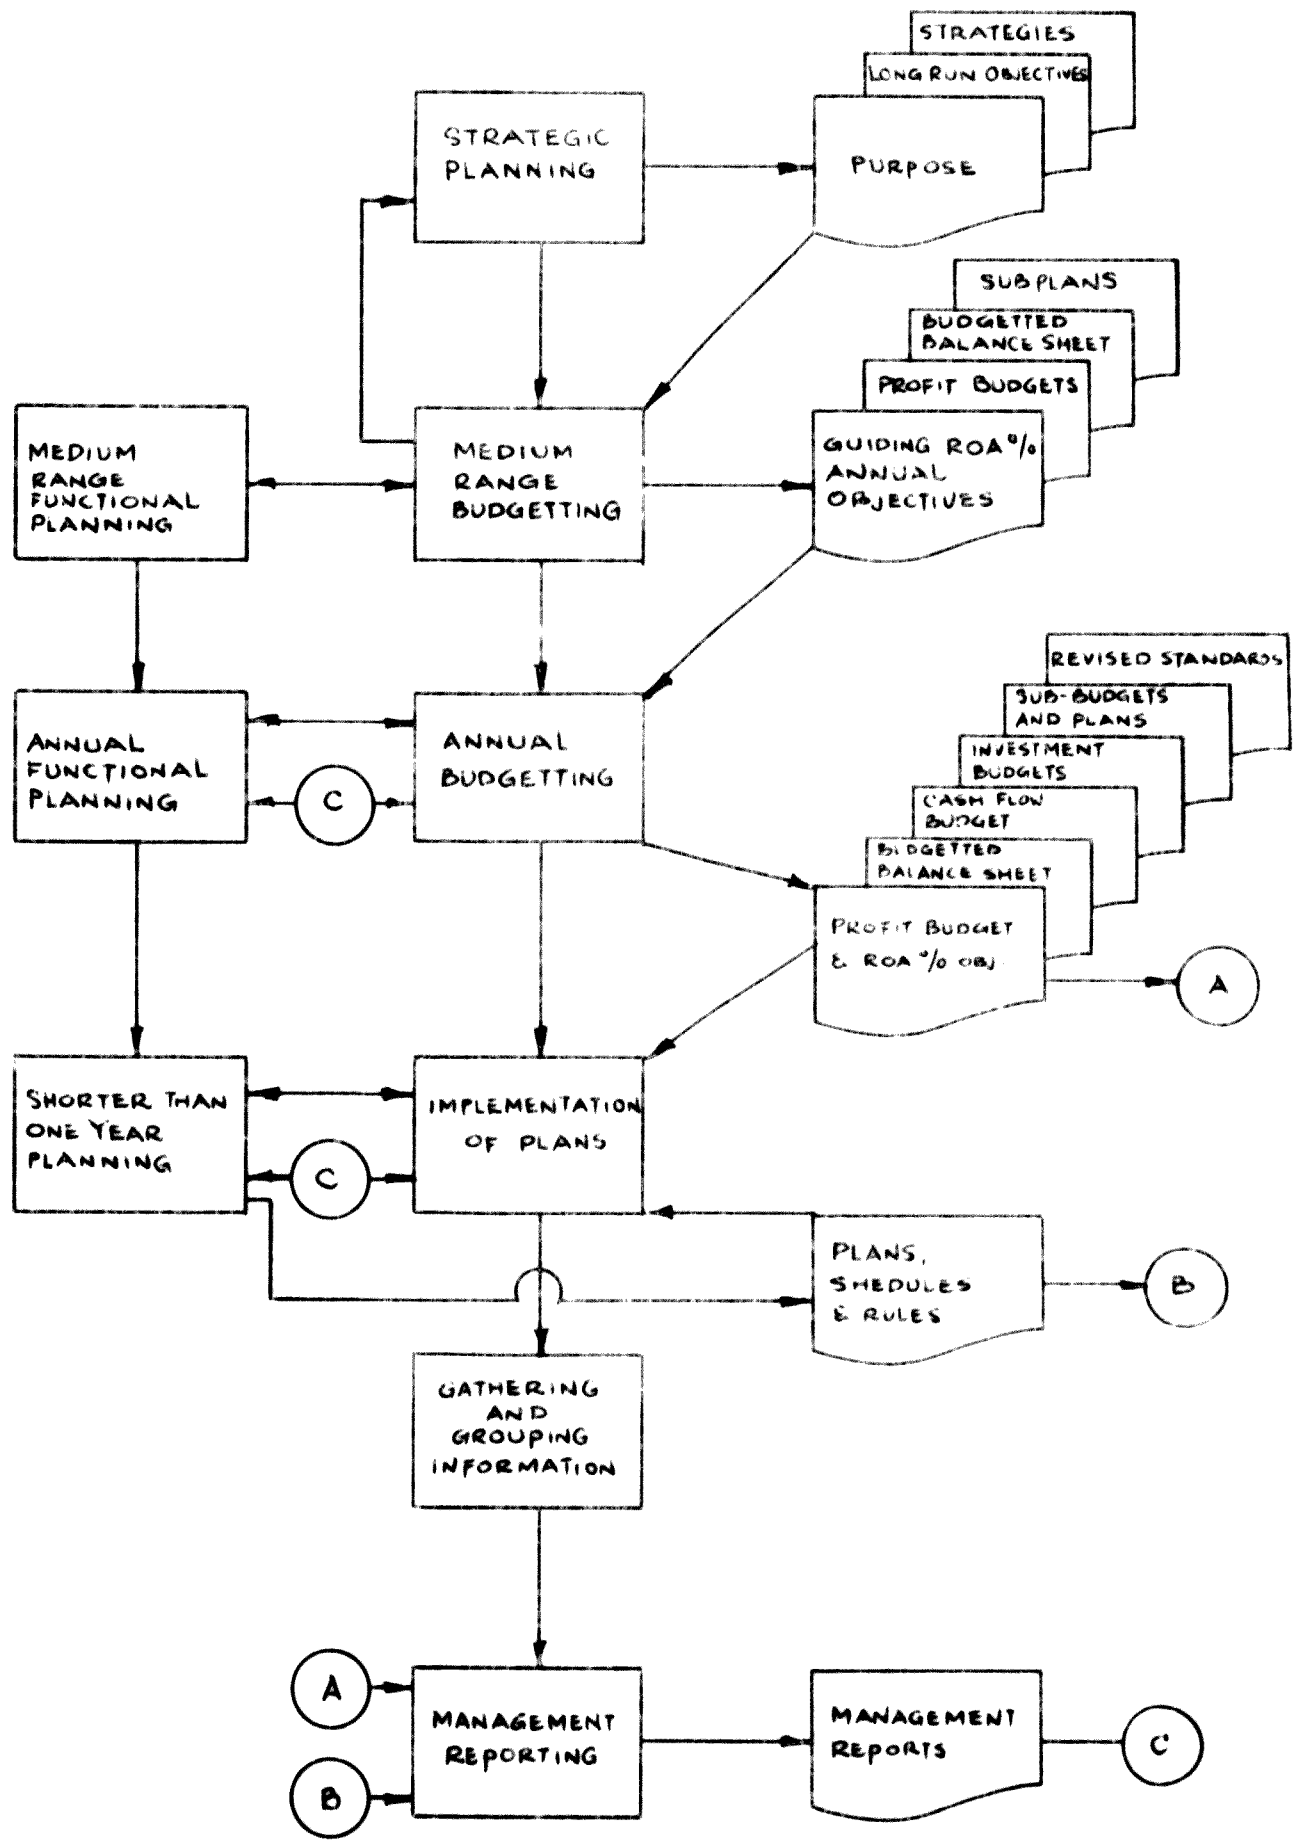 STRATEGIES
LONG RUN OBJECTIVES
STRATEGIC
PLANNING
PURPOSE
SUBPLANS
BUDGETTED
BALANCE SHEET
PROFIT BUDGETS
GUIDING ROA %
ANNUAL
OBJECTIVES
MEDIUM
RANGE
FUNCTIONAL
PLANNING
MEDIUM
RANGE
BUDGETTING
REVISED STANDARDS
SUB-BUDGETS
AND PLANS
INVESTMENT
BUDGETS
CASH FLOW
BUDGET
BUDGETTED
BALANCE SHEET
PROFIT BUDGET
& ROA % OBJ.
A
ANNUAL
FUNCTIONAL
PLANNING
C
ANNUAL
BUDGETTING
SHORTER THAN
ONE YEAR
PLANNING
C
IMPLEMENTATION
OF PLANS
PLANS,
SHEDULES
& RULES
B
GATHERING
AND
GROUPING
INFORMATION
A
B
MANAGEMENT
REPORTING
MANAGEMENT
REPORTS
C